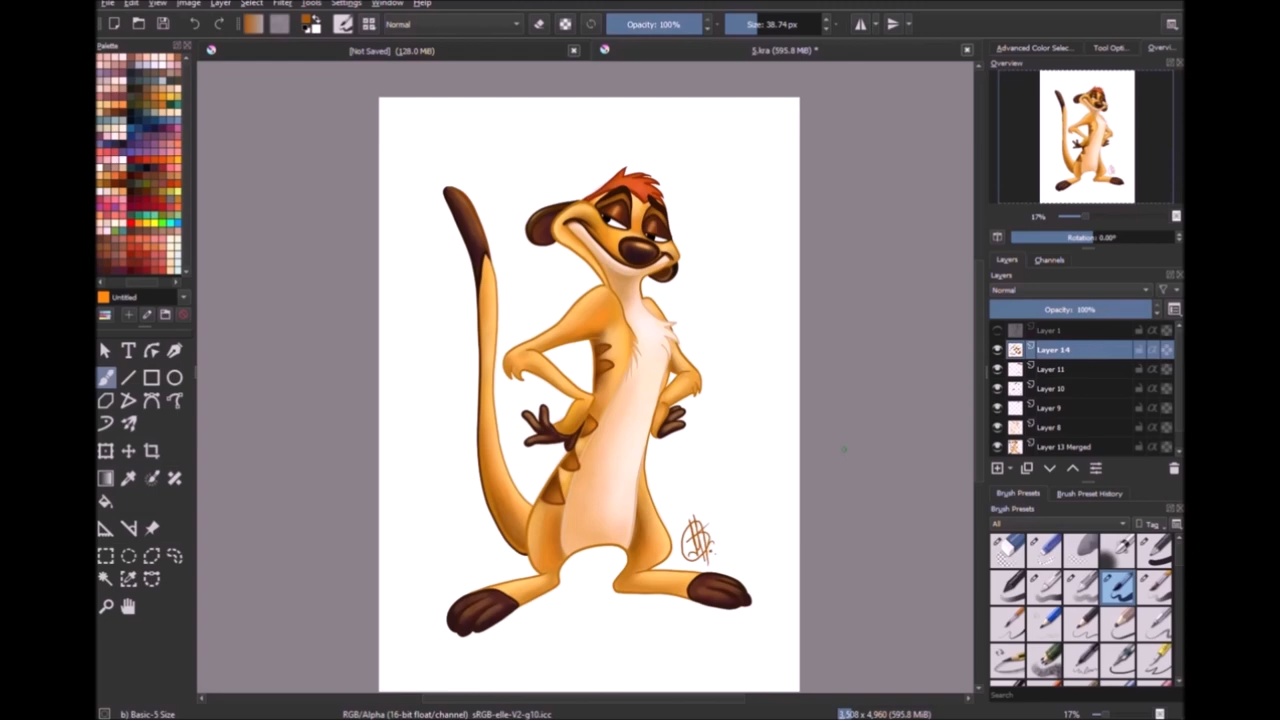 File Edit View Image Layer Select Filter Tools Settings Window Help
Normal
Opacity: 100%
Size: 38.74 px
[Not Saved] (128.0 MiB)
5.kra (595.8 MiB) *
Palette
Untitled
Advanced Color Selec... Tool Opti... Overvi...
Overview
17%
Rotation: 0.00°
Layers Channels
Layers
Normal
Opacity: 100%
Layer 1
Layer 14
Layer 11
Layer 10
Layer 9
Layer 8
Layer 13 Merged
Brush Presets Brush Preset History
Brush Presets
All
Tag
Search
b) Basic-5 Size
RGB/Alpha (16-bit float/channel) sRGB-elle-V2-g10.icc
3,508 x 4,960 (595.8 MiB)
17%